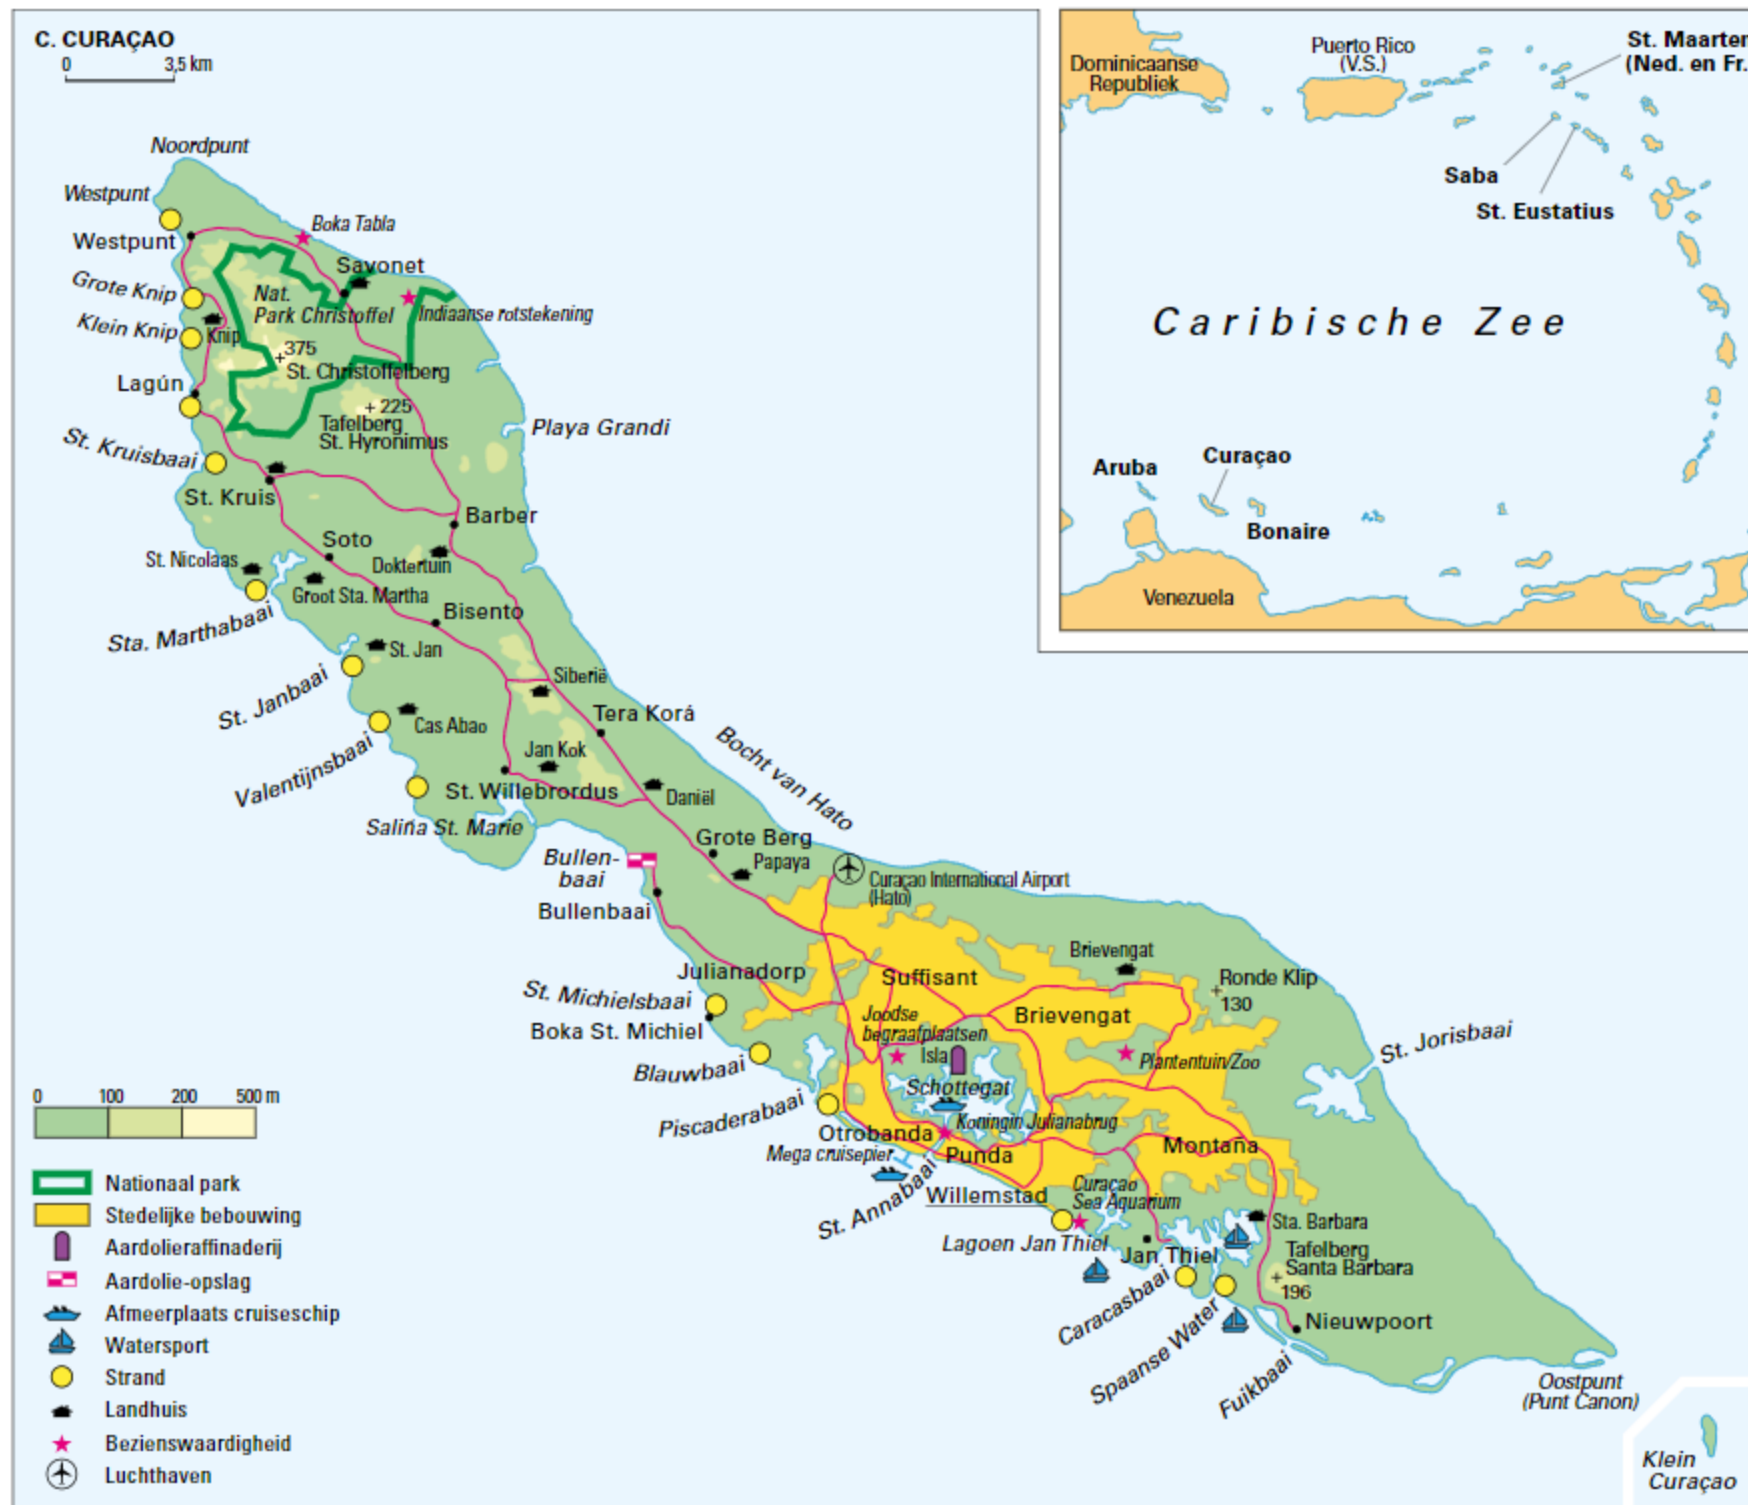 C. CURAÇAO
0 3,5 km
Noordpunt
Westpunt
Westpunt
Boka Tabla
Savonet
Grote Knip
Nat.
Park Christoffel
Indiaanse rotstekening
Klein Knip
Knip
375
St. Christoffelberg
Lagún
225
Tafelberg
St. Hyronimus
Playa Grandi
St. Kruisbaai
St. Kruis
Barber
Soto
St. Nicolaas
Doktertuin
Groot Sta. Martha
Bisento
Sta. Marthabaai
St. Jan
Siberië
St. Janbaai
Cas Abao
Tera Korá
Jan Kok
Bocht van Hato
Valentijnsbaai
St. Willebrordus
Daniël
Salina St. Marie
Grote Berg
Papaya
Bullen-
baai
Curaçao International Airport
(Hato)
Bullenbaai
Brievengat
Julianadorp
Suffisant
Ronde Klip
130
St. Michielsbaai
Joodse
begraafplaatsen
Brievengat
Boka St. Michiel
Isla
Plantentuin/Zoo
St. Jorisbaai
Blauwbaai
Schottegat
Piscaderabaai
Koningin Julianabrug
Otrobanda
Mega cruisepier
Punda
Montana
St. Annabaai
Willemstad
Curaçao
Sea Aquarium
Sta. Barbara
Lagoen Jan Thiel
Jan Thiel
Tafelberg
Santa Barbara
196
Caracasbaai
Nieuwpoort
Spaanse Water
Fuikbaai
Oostpunt
(Punt Canon)
Klein
Curaçao
Dominicaanse
Republiek
Puerto Rico
(V.S.)
St. Maarten
(Ned. en Fr.
Saba
St. Eustatius
Caribische Zee
Aruba
Curaçao
Bonaire
Venezuela
0 100 200 500 m
Nationaal park
Stedelijke bebouwing
Aardolieraffinaderij
Aardolie-opslag
Afmeerplaats cruiseschip
Watersport
Strand
Landhuis
Bezienswaardigheid
Luchthaven